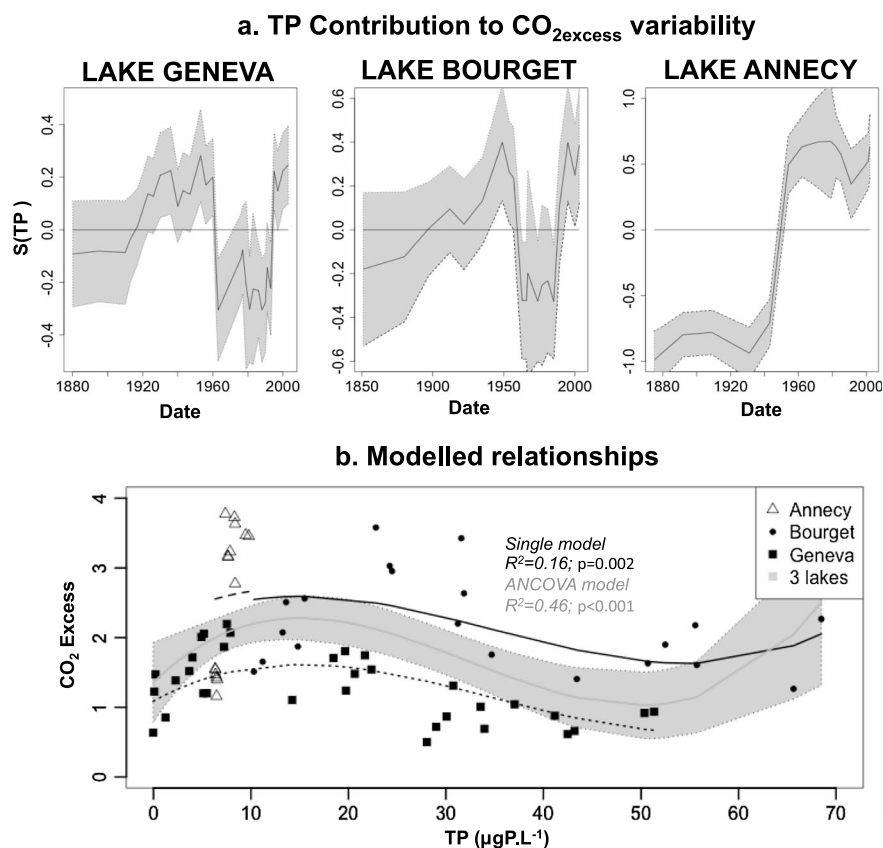 a. TP Contribution to CO2excess variability
LAKE GENEVA LAKE BOURGET LAKE ANNECY
S(TP )
0.4
0.2
0.0
-0.2
-0.4
1880 1920 1960 2000
Date
0.6
0.4
0.2
0.0
-0.2
-0.4
-0.6
1850 1900 1950 2000
Date
1.0
0.5
0.0
-0.5
-1.0
1880 1920 1960 2000
Date
b. Modelled relationships
CO2 Excess
4
3
2
1
0
Single model
R2=0.16; p=0.002
ANCOVA model
R2=0.46; p<0.001
Annecy
Bourget
Geneva
3 lakes
0 10 20 30 40 50 60 70
TP (µgP.L-1)